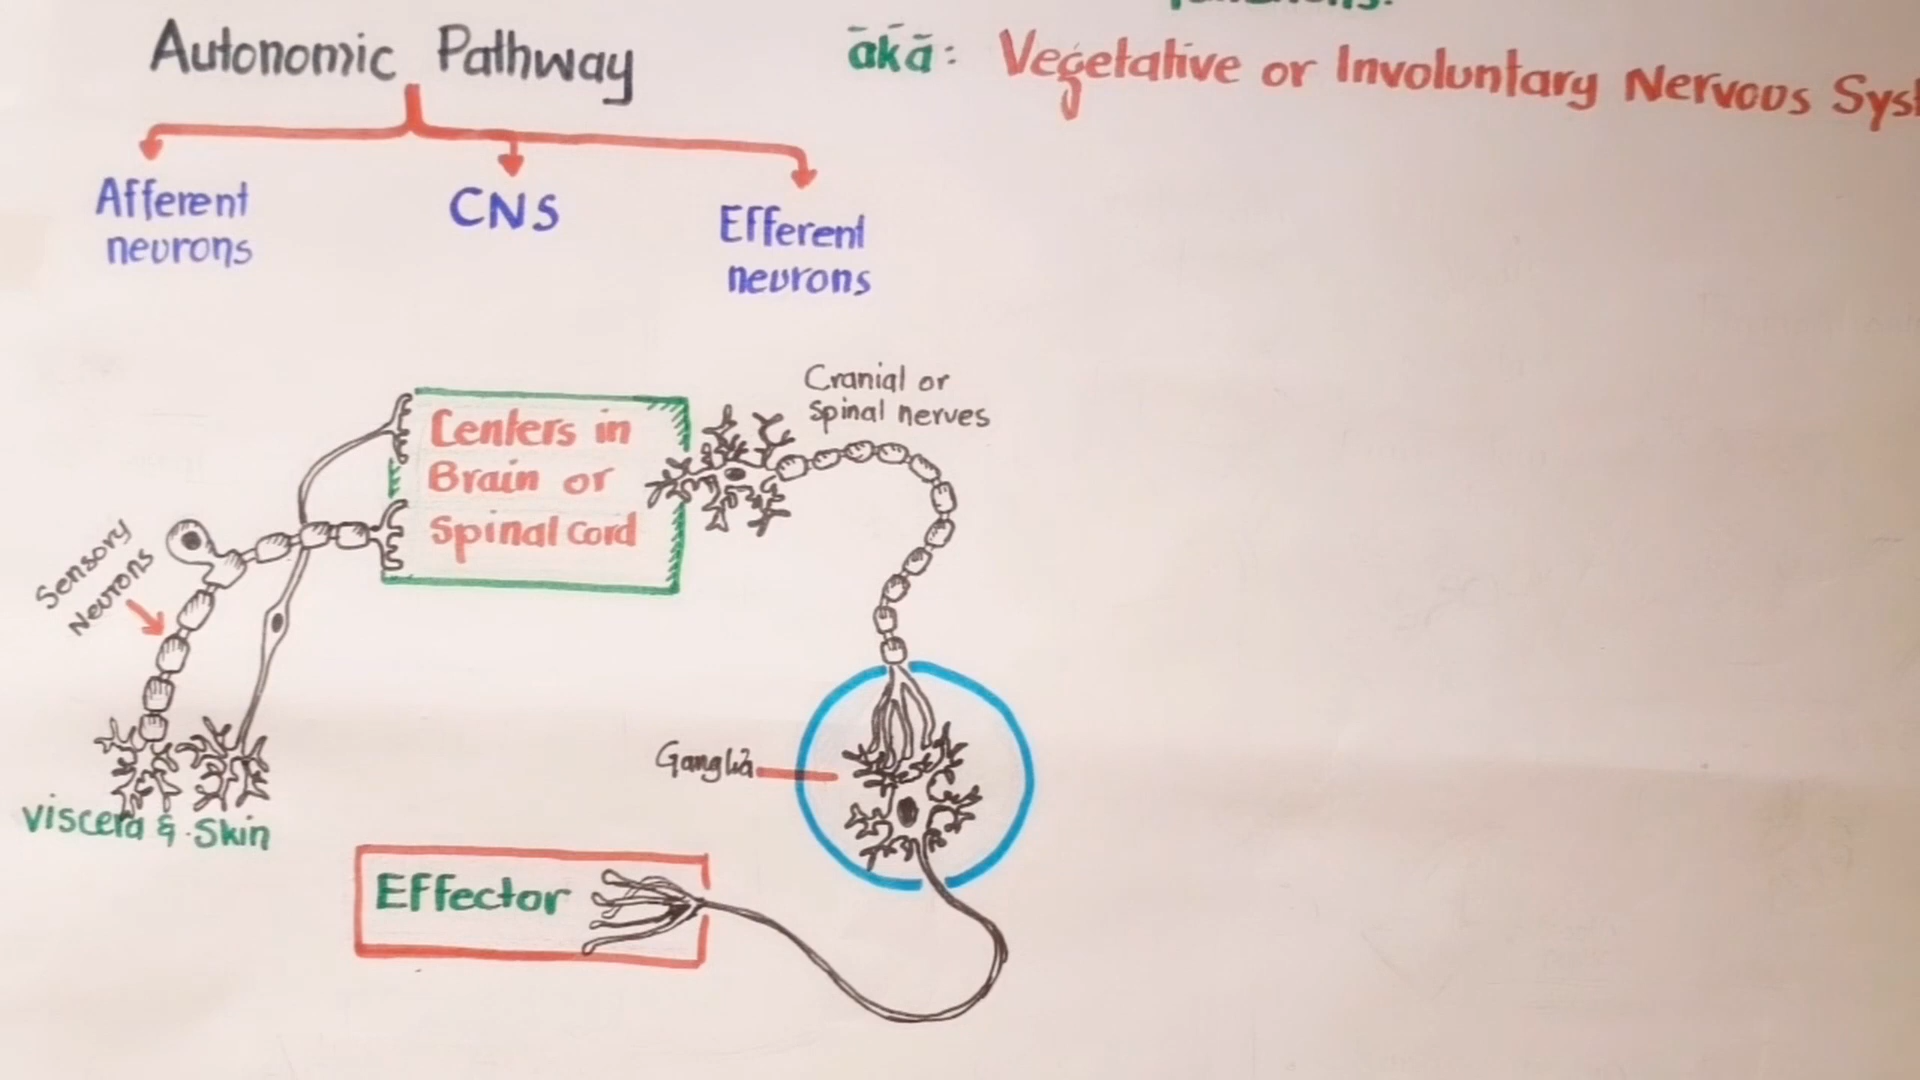 Autonomic Pathway
āka̅: Vegetative or Involuntary Nervous
Afferent
neurons
CNS
Efferent
neurons
Cranial or
Spinal nerves
Centers in
Brain or
Spinal Cord
Sensory
Neurons
Ganglia
viscera & Skin
Effector